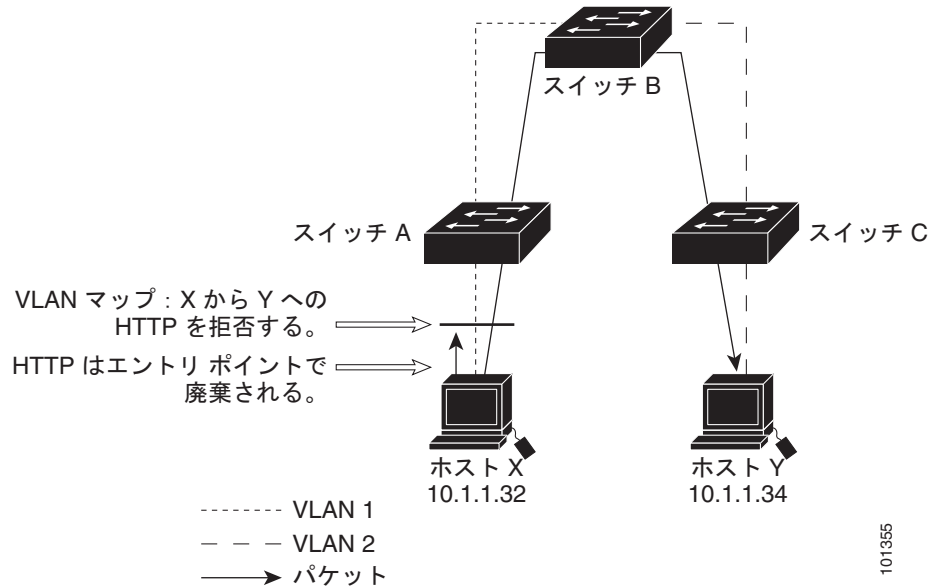 スイッチ B
スイッチ A
スイッチ C
VLAN マップ：X から Y への
HTTP を拒否する。
HTTP はエントリ ポイントで
廃棄される。
ホスト X
10.1.1.32
ホスト Y
10.1.1.34
VLAN 1
VLAN 2
パケット
101355